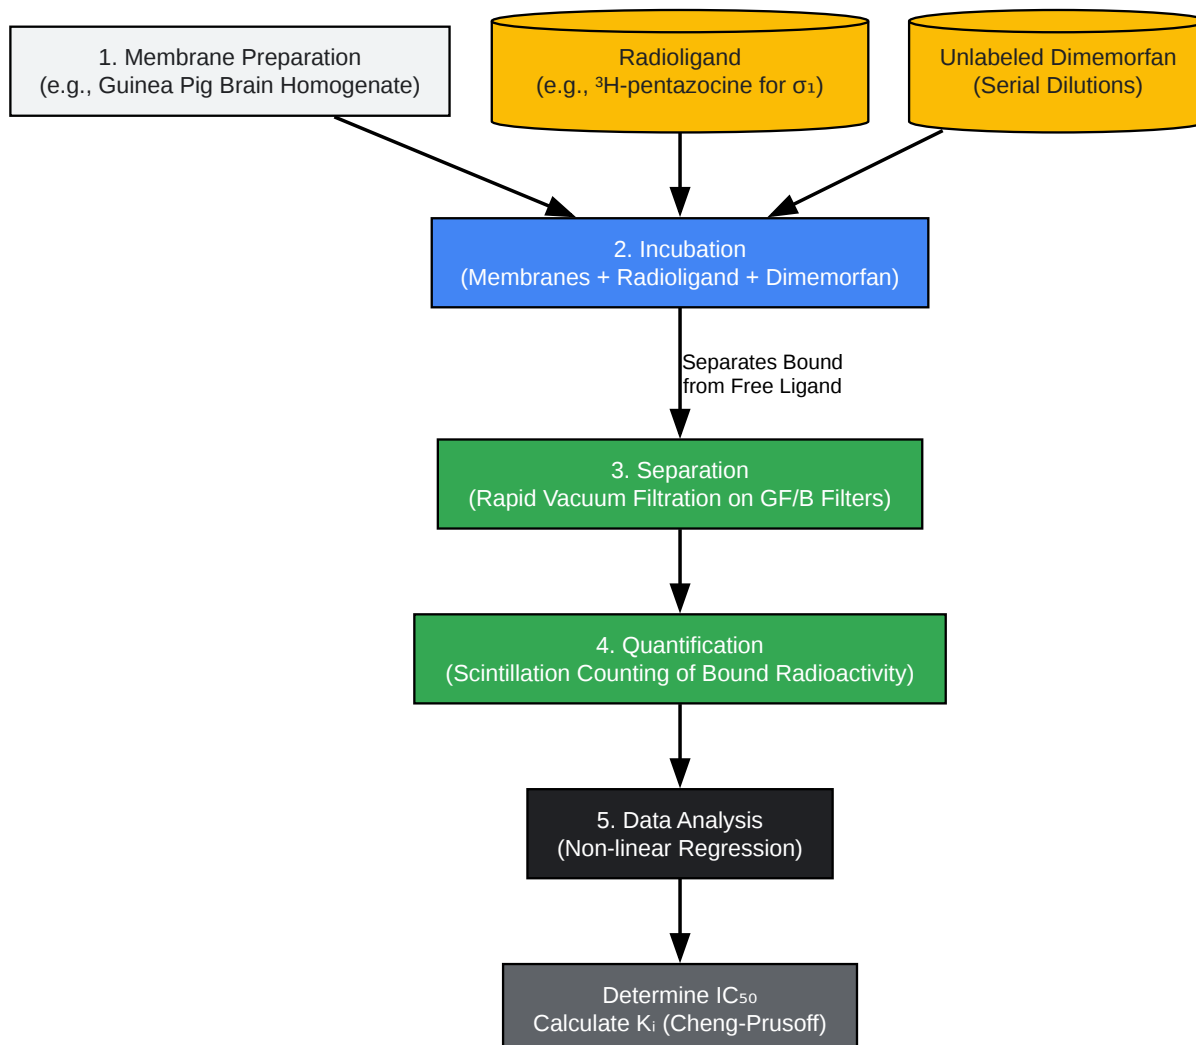 1. Membrane Preparation
(e.g., Guinea Pig Brain Homogenate)
Radioligand
(e.g., ³H-pentazocine for σ₁)
Unlabeled Dimemorfan
(Serial Dilutions)
2. Incubation
(Membranes + Radioligand + Dimemorfan)
Separates Bound
from Free Ligand
3. Separation
(Rapid Vacuum Filtration on GF/B Filters)
4. Quantification
(Scintillation Counting of Bound Radioactivity)
5. Data Analysis
(Non-linear Regression)
Determine IC₅₀
Calculate Kᵢ (Cheng-Prusoff)